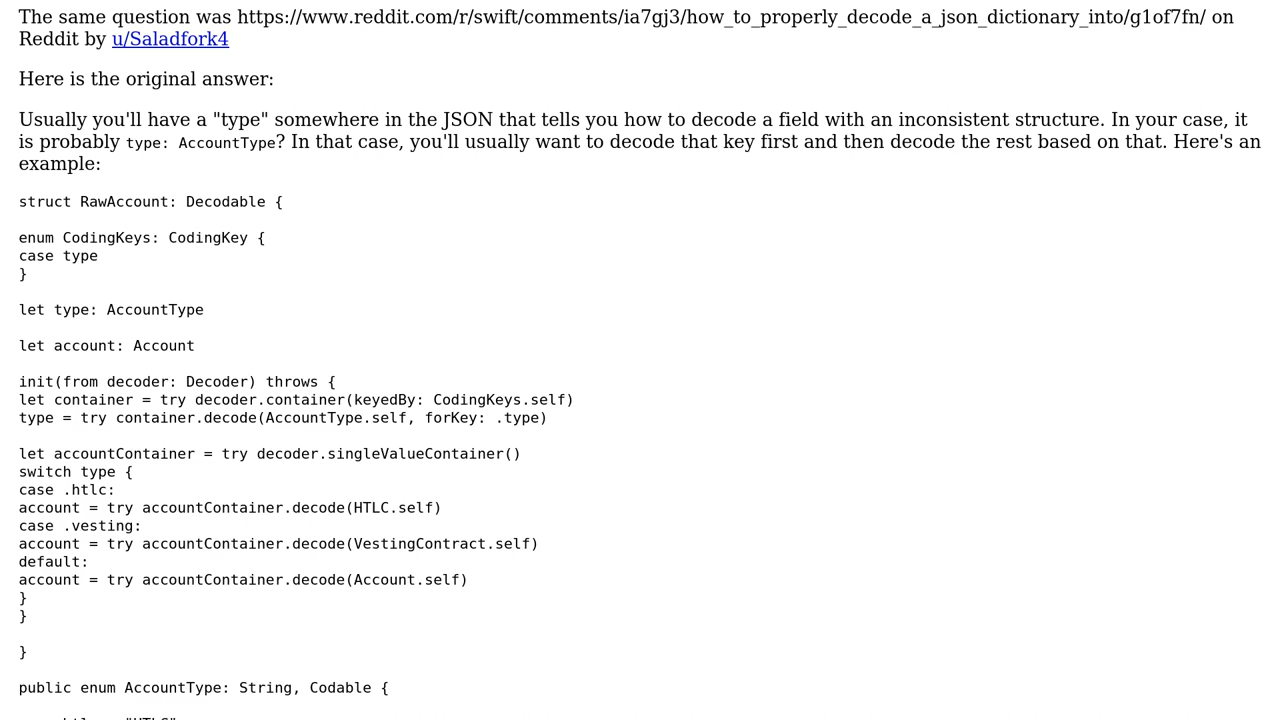 The same question was https://www.reddit.com/r/swift/comments/ia7gj3/how_to_properly_decode_a_json_dictionary_into/g1of7fn/ on
Reddit by u/Saladfork4
Here is the original answer:
Usually you'll have a "type" somewhere in the JSON that tells you how to decode a field with an inconsistent structure. In your case, it
is probably type: AccountType? In that case, you'll usually want to decode that key first and then decode the rest based on that. Here's an
example:
struct RawAccount: Decodable {
enum CodingKeys: CodingKey {
case type
}
let type: AccountType
let account: Account
init(from decoder: Decoder) throws {
let container = try decoder.container(keyedBy: CodingKeys.self)
type = try container.decode(AccountType.self, forKey: .type)
let accountContainer = try decoder.singleValueContainer()
switch type {
case .htlc:
account = try accountContainer.decode(HTLC.self)
case .vesting:
account = try accountContainer.decode(VestingContract.self)
default:
account = try accountContainer.decode(Account.self)
}
}
}
public enum AccountType: String, Codable {